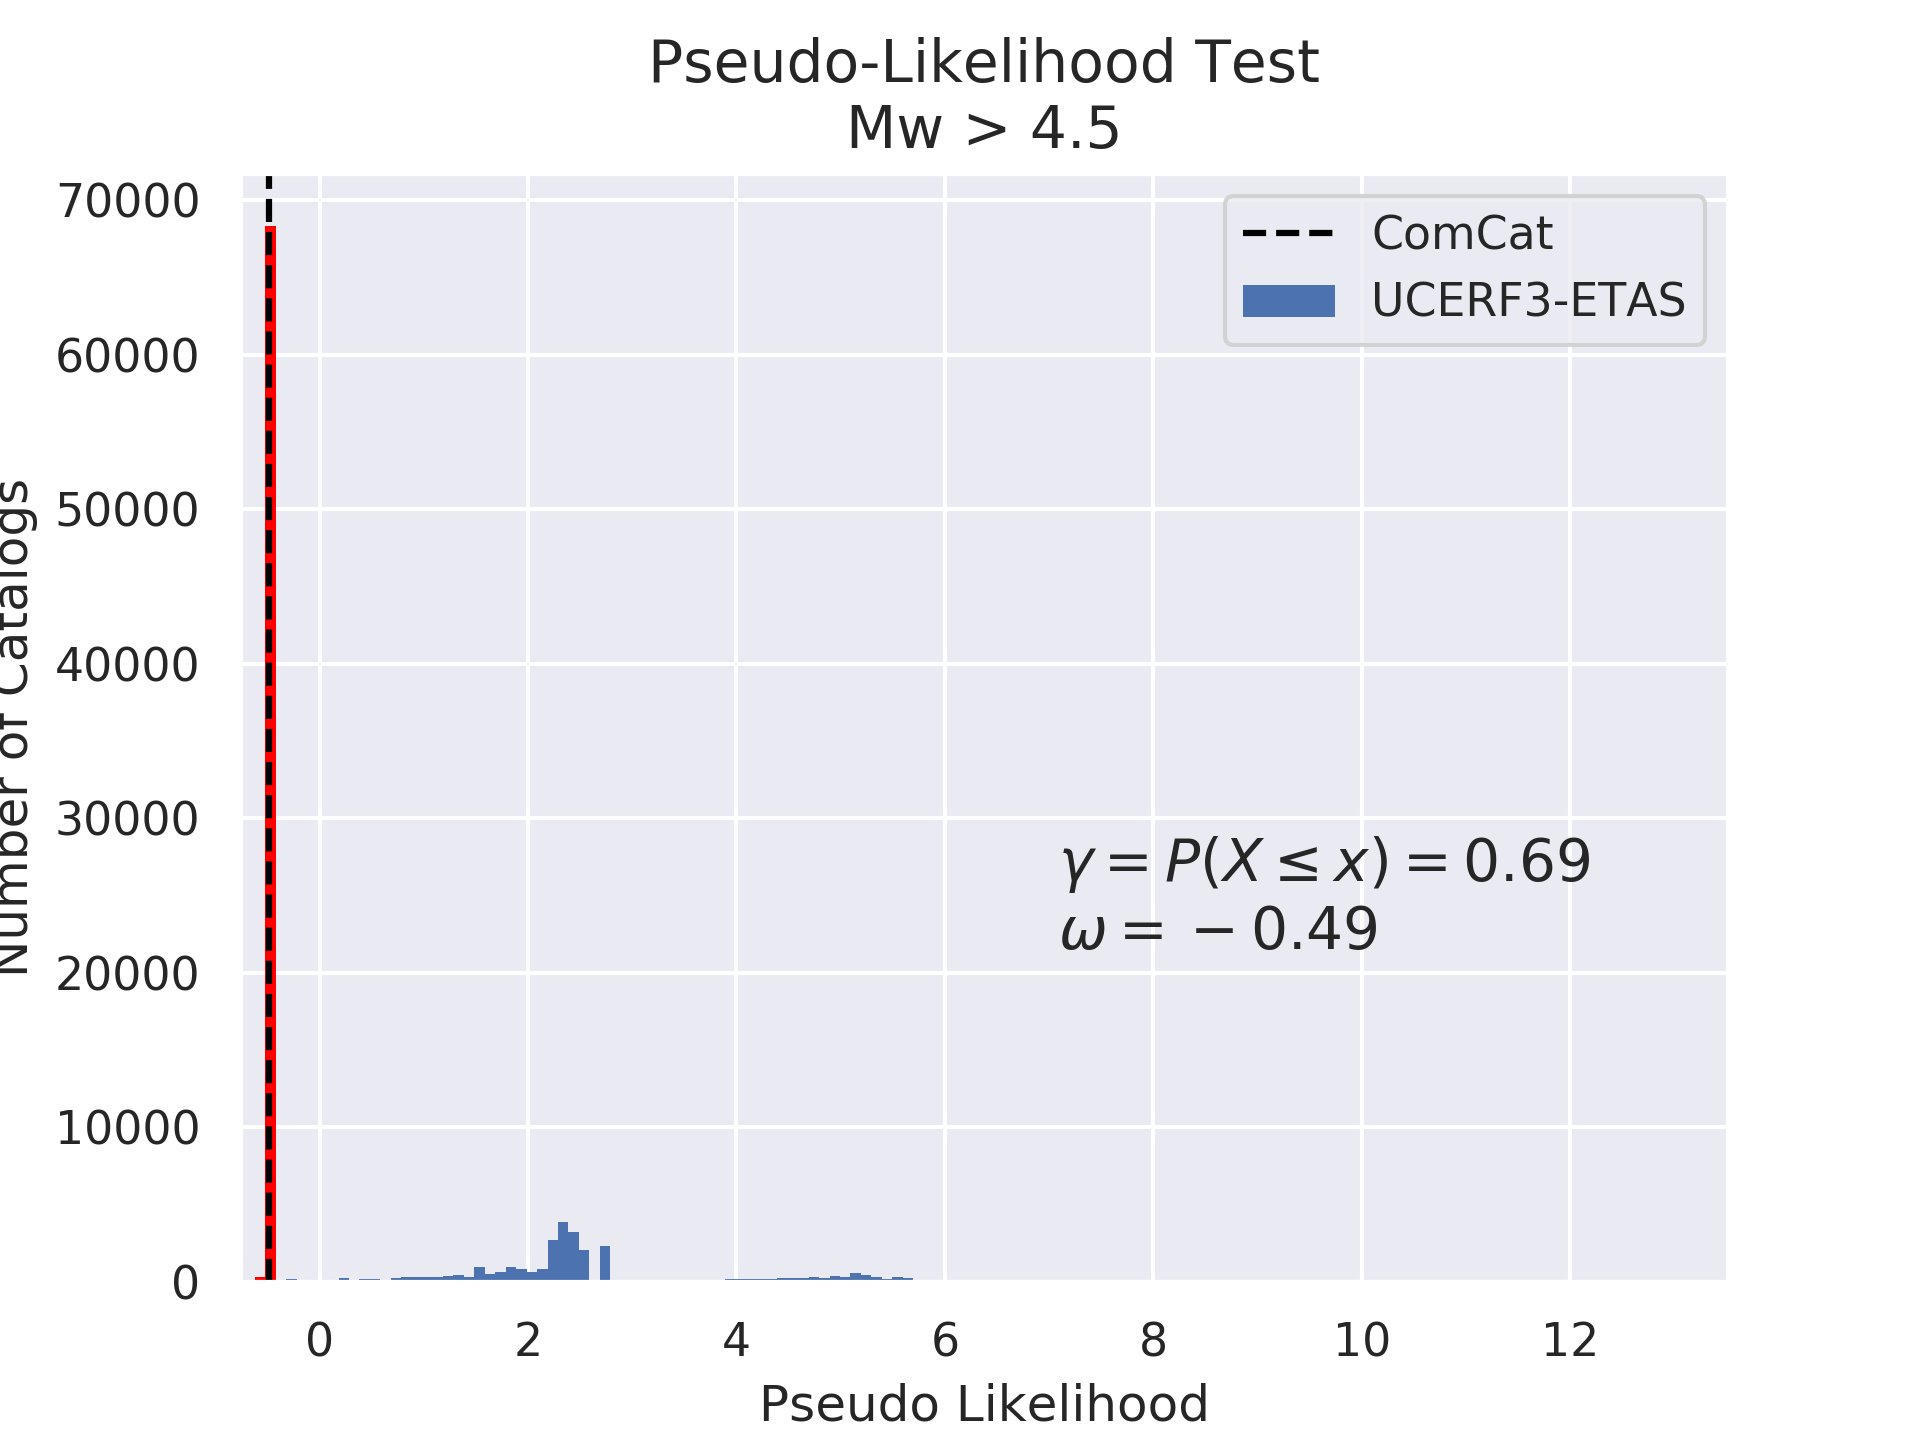 Pseudo-Likelihood Test
Mw > 4.5
ComCat
UCERF3-ETAS
70000
60000
50000
40000
30000
20000
10000
0
Number of Catalogs
γ = P(X ≤ x) = 0.69
ω = − 0.49
0 2 4 6 8 10 12
Pseudo Likelihood